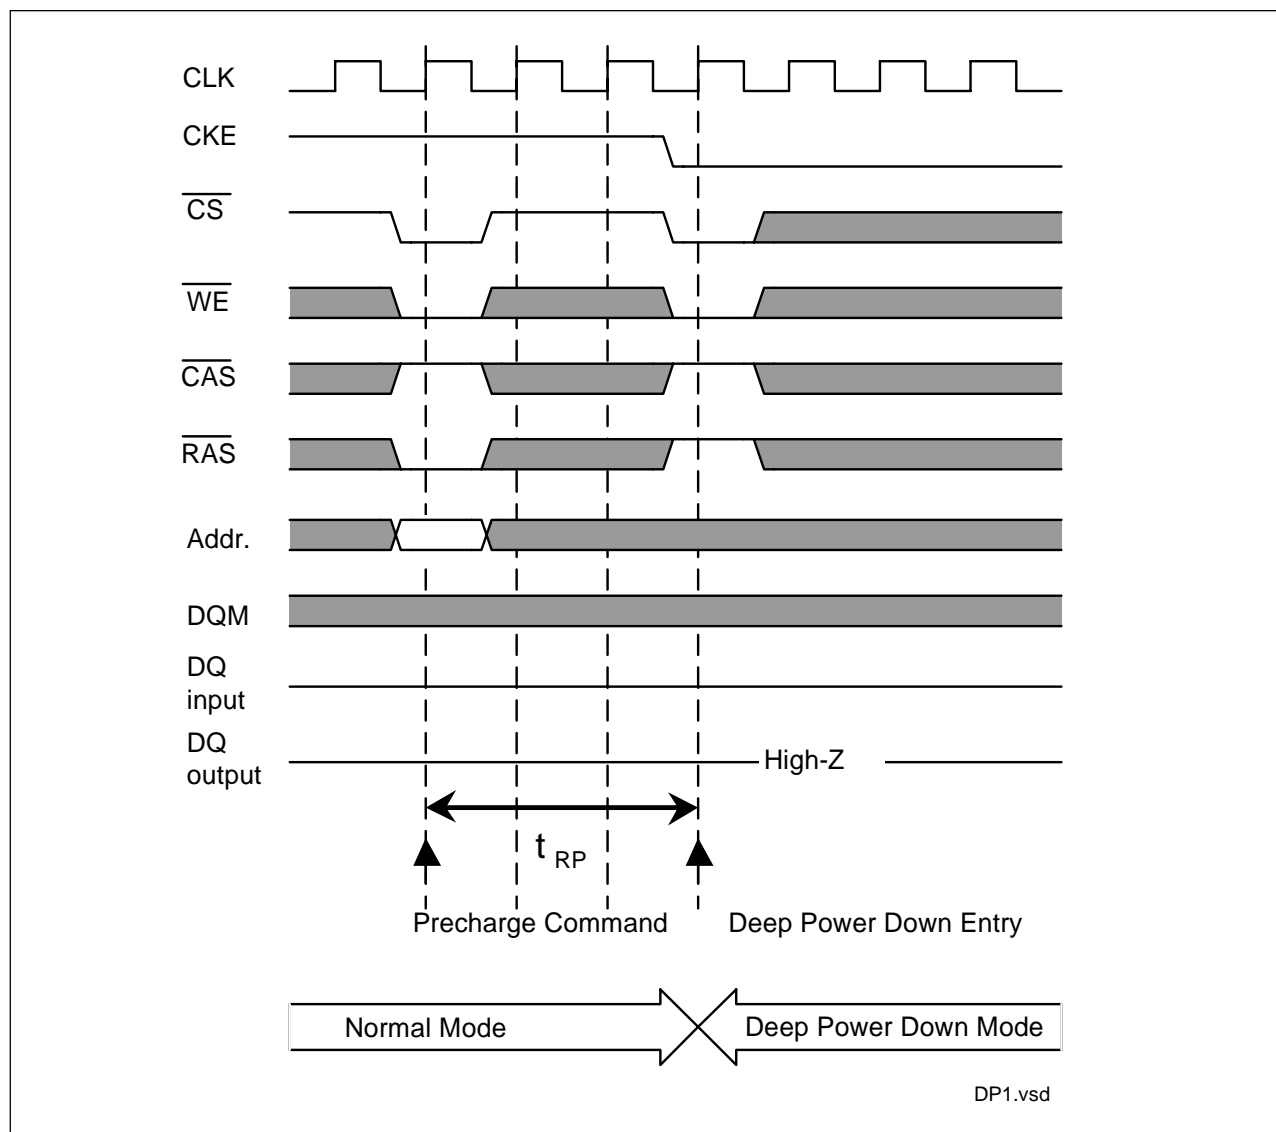 CLK
CKE
CS
WE
CAS
RAS
Addr.
DQM
DQ
input
DQ
output
High-Z
t RP
Precharge Command
Deep Power Down Entry
Normal Mode
Deep Power Down Mode
DP1.vsd